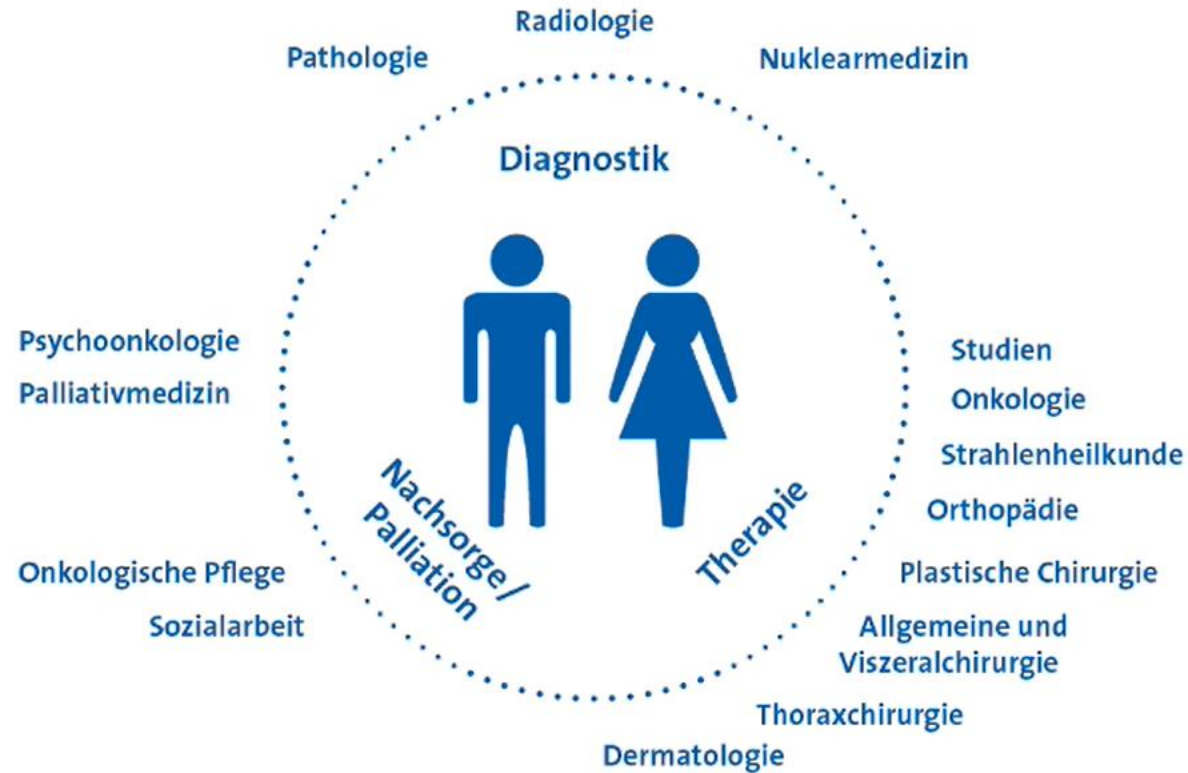 Radiologie
Pathologie
Nuklearmedizin
Diagnostik
Psychoonkologie
Palliativmedizin
Studien
Onkologie
Strahlenheilkunde
Orthopädie
Nachsorge/
Palliation
Therapie
Onkologische Pflege
Sozialarbeit
Plastische Chirurgie
Allgemeine und
Viszeralchirurgie
Thoraxchirurgie
Dermatologie